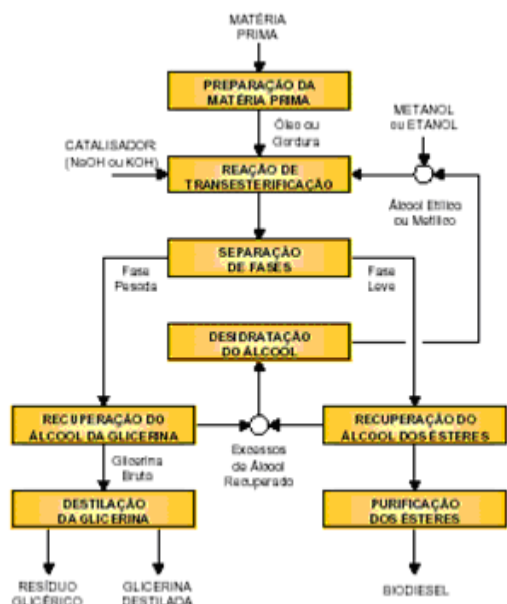 MATÉRIA
PRIMA
PREPARAÇÃO DA
MATÉRIA PRIMA
METANOL
ou ETANOL
Óleo ou
Gordura
CATALISADOR
(NaOH ou KOH)
REAÇÃO DE
TRANSESTERIFICAÇÃO
Álcool Etílico
ou Metílico
SEPARAÇÃO
DE FASES
Fase
Pesada
Fase
Leve
DESIDRATAÇÃO
DO ÁLCOOL
RECUPERAÇÃO DO
ÁLCOOL DA GLICERINA
RECUPERAÇÃO DO
ÁLCOOL DOS ÉSTERES
Excessos
de Álcool
Recuperado
Glicerina
Bruta
DESTILAÇÃO
DA GLICERINA
PURIFICAÇÃO
DOS ÉSTERES
RESÍDUO
GLICÉRICO
GLICERINA
DESTILADA
BIODIESEL